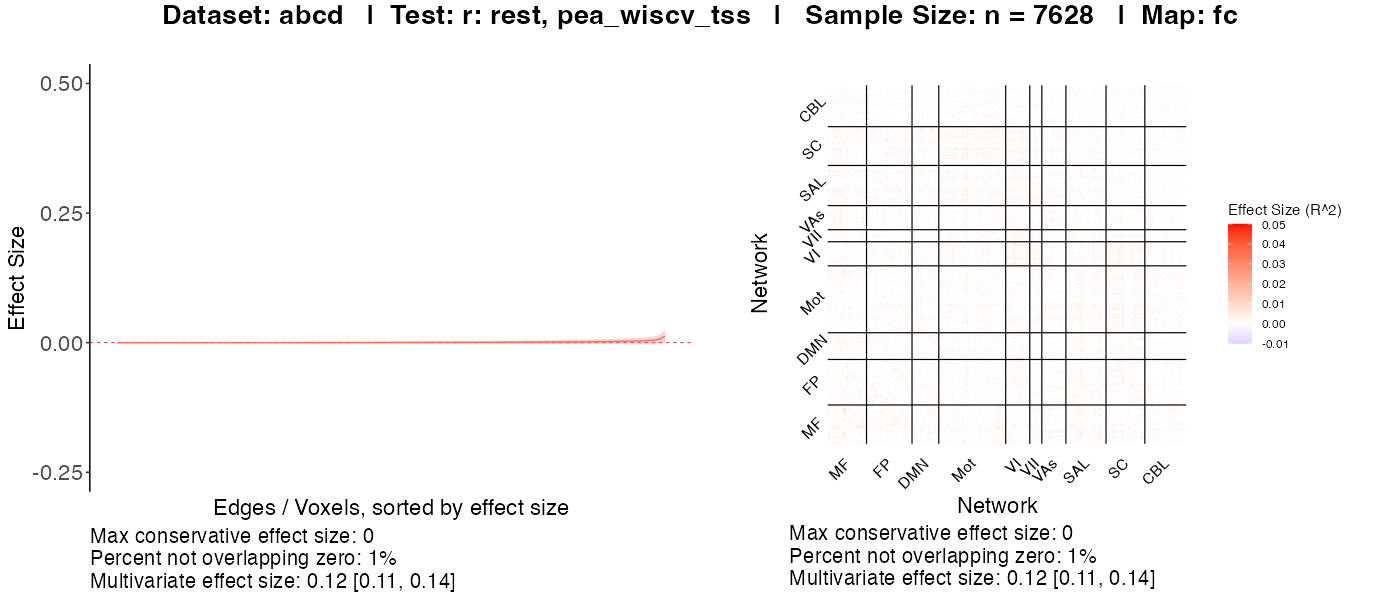 Dataset: abcd | Test: r: rest, pea_wiscv_tss | Sample Size: n = 7628 | Map: fc
0.50
0.25
0.00
-0.25
Effect Size
Edges / Voxels, sorted by effect size
Max conservative effect size: 0
Percent not overlapping zero: 1%
Multivariate effect size: 0.12 [0.11, 0.14]
Network
CBL
SC
SAL
VAs
VII
VI
Mot
DMN
FP
MF
MF
FP
DMN
Mot
VI
VII
VAs
SAL
SC
CBL
Network
Max conservative effect size: 0
Percent not overlapping zero: 1%
Multivariate effect size: 0.12 [0.11, 0.14]
Effect Size (R^2)
0.05
0.04
0.03
0.02
0.01
0.00
-0.01